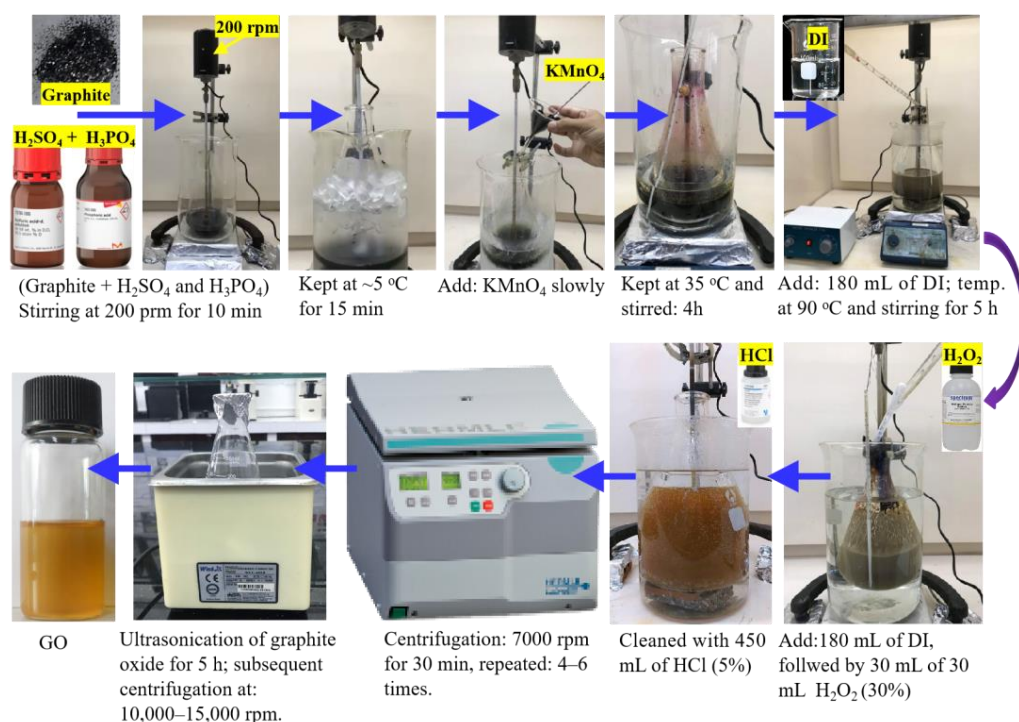 200 rpm
Graphite
H₂SO₄ + H₃PO₄
KMnO₄
DI
(Graphite + H₂SO₄ and H₃PO₄)
Stirring at 200 prm for 10 min
Kept at ~5 °C
for 15 min
Add: KMnO₄ slowly
Kept at 35 °C and
stirred: 4h
Add: 180 mL of DI; temp.
at 90 °C and stirring for 5 h
HCl
H₂O₂
HERMLE
GO
Ultrasonication of graphite
oxide for 5 h; subsequent
centrifugation at:
10,000–15,000 rpm.
Centrifugation: 7000 rpm
for 30 min, repeated: 4–6
times.
Cleaned with 450
mL of HCl (5%)
Add:180 mL of DI,
follwed by 30 mL of 30
mL H₂O₂ (30%)